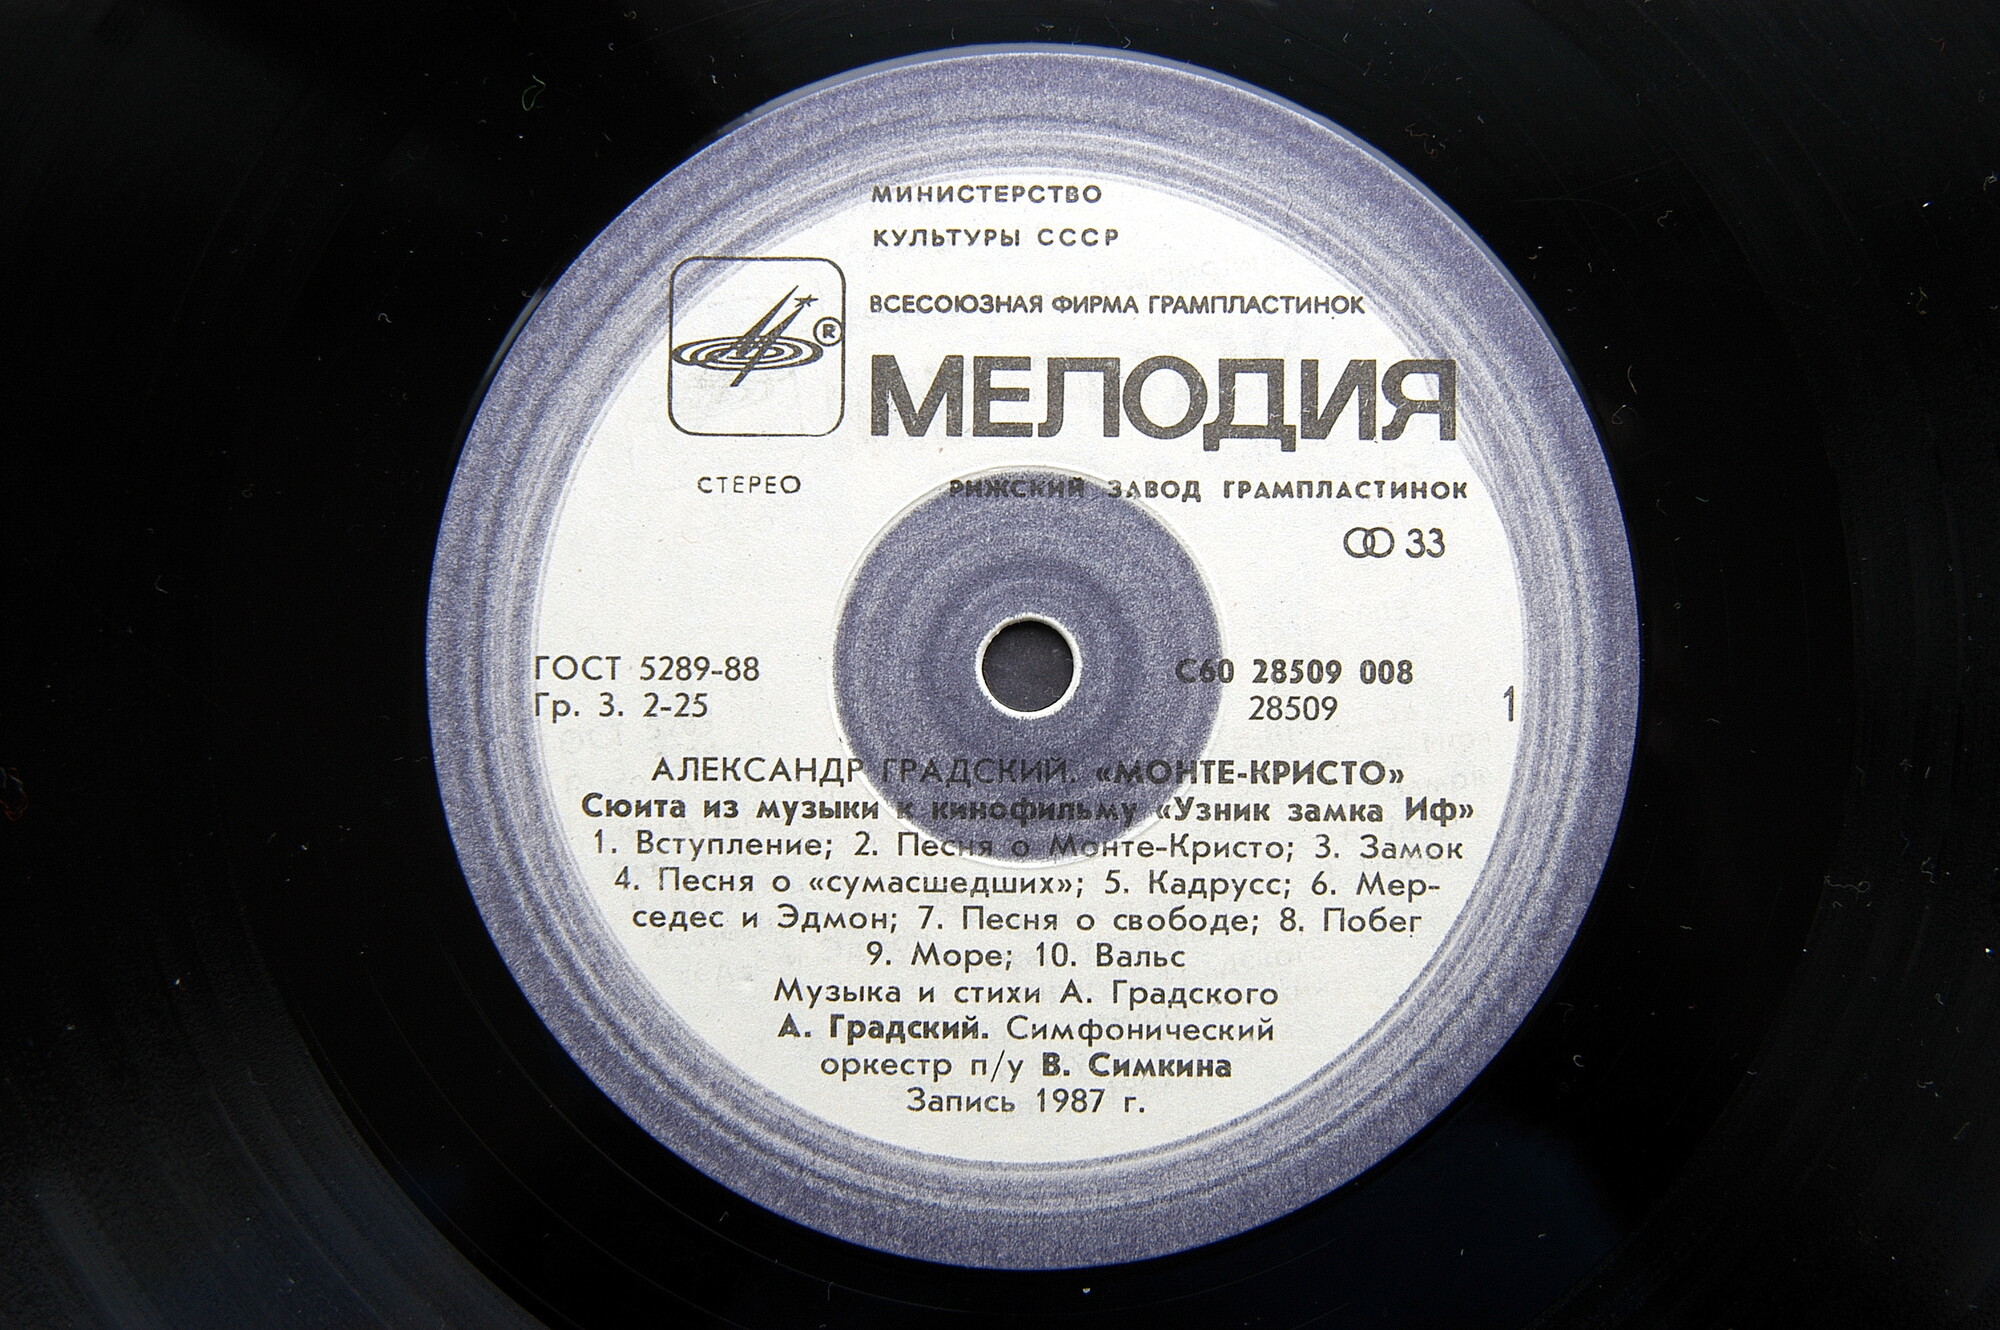 МИНИСТЕРСТВО
КУЛЬТУРЫ СССР
ВСЕСОЮЗНАЯ ФИРМА ГРАМПЛАСТИНОК
®
МЕЛОДИЯ
СТЕРЕО
РИЖСКИЙ ЗАВОД ГРАМПЛАСТИНОК
33
ГОСТ 5289-88
Гр. 3. 2-25
С60 28509 008
28509
1
АЛЕКСАНДР ГРАДСКИЙ. «МОНТЕ-КРИСТО»
Сюита из музыки к кинофильму «Узник замка Иф»
1. Вступление; 2. Песня о Монте-Кристо; 3. Замок
4. Песня о «сумасшедших»; 5. Кадрусс; 6. Мер-
седес и Эдмон; 7. Песня о свободе; 8. Побег
9. Море; 10. Вальс
Музыка и стихи А. Градского
А. Градский. Симфонический
оркестр п/у В. Симкина
Запись 1987 г.